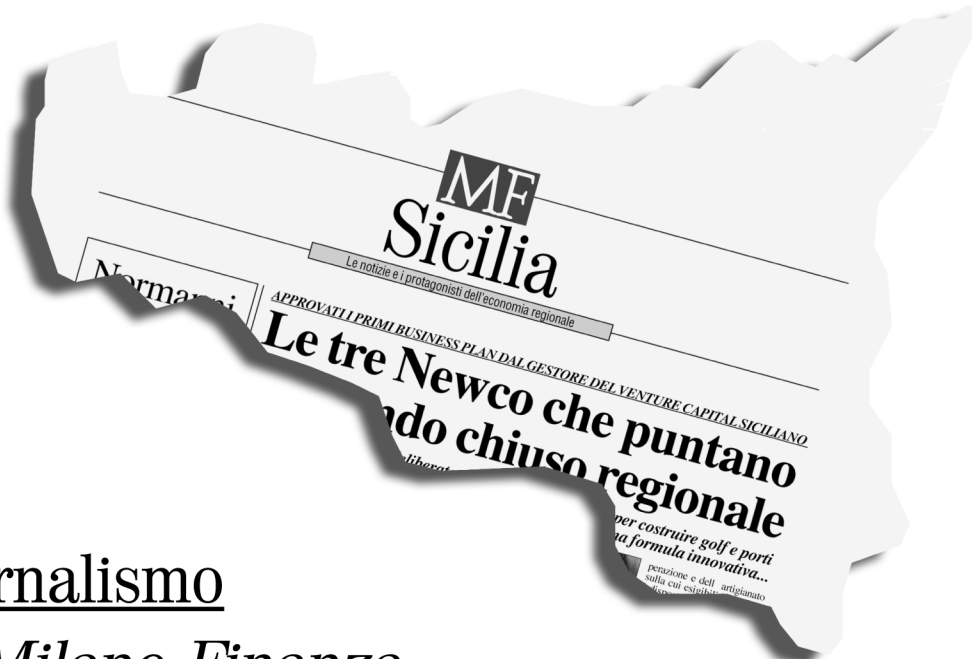 MF
Sicilia
Le notizie e i protagonisti dell'economia regionale
Normanni
APPROVATI I PRIMI BUSINESS PLAN DAL GESTORE DEL VENTURE CAPITAL SICILIANO
Le tre Newco che puntano
ndo chiuso regionale
per costruire golf e porti
na formula innovativa...
perazione e dell artigianato
sulla cui
rnalismo
Milano Finanza